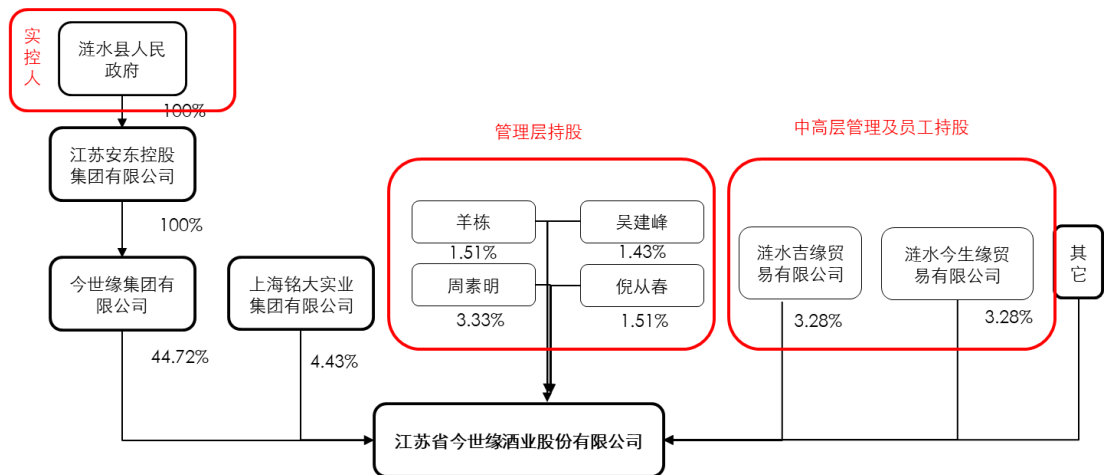 实
控
人
涟水县人民
政府
100%
江苏安东控股
集团有限公司
100%
今世缘集团有
限公司
44.72%
上海铭大实业
集团有限公司
4.43%
管理层持股
羊栋
1.51%
吴建峰
1.43%
周素明
3.33%
倪从春
1.51%
中高层管理及员工持股
涟水吉缘贸
易有限公司
3.28%
涟水今生缘贸
易有限公司
3.28%
其
它
江苏省今世缘酒业股份有限公司